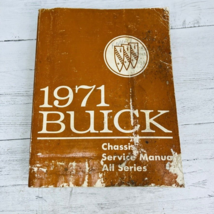 1971
BUICK
Chassis
Service Manual
All Series